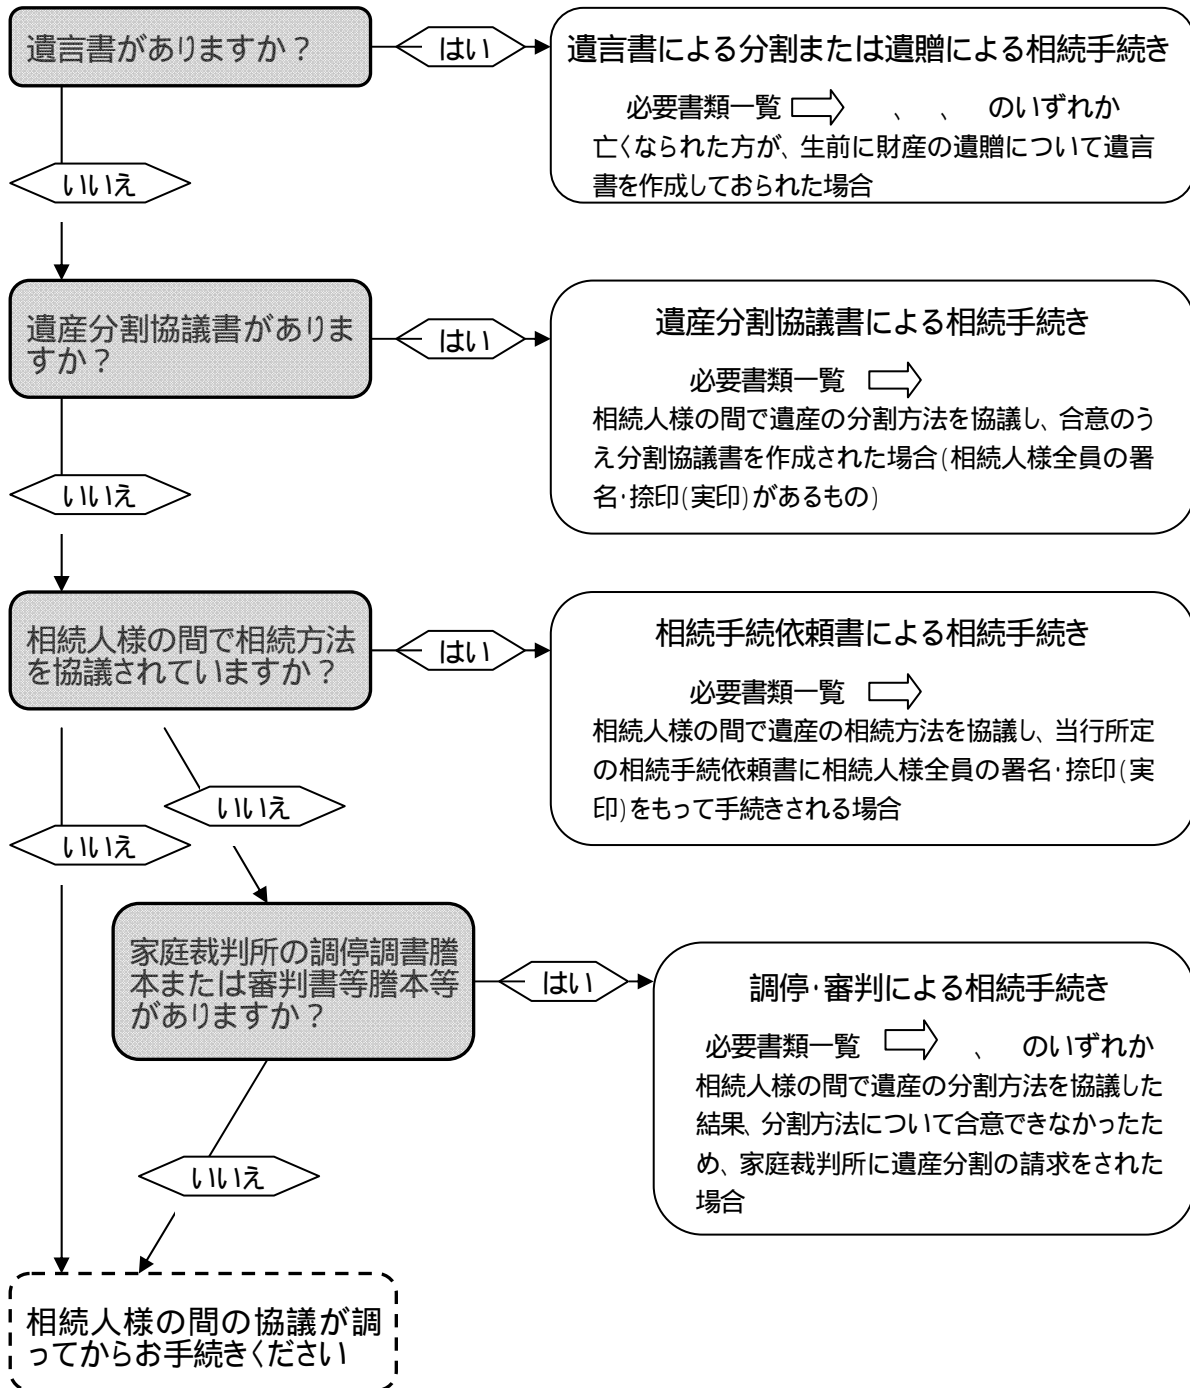 遺言書がありますか？
はい
遺言書による分割または遺贈による相続手続き
必要書類一覧　、　、　のいずれか
亡くなられた方が、生前に財産の遺贈について遺言
書を作成しておられた場合
いいえ
遺産分割協議書がありま
すか？
はい
遺産分割協議書による相続手続き
必要書類一覧
相続人様の間で遺産の分割方法を協議し、合意のう
え分割協議書を作成された場合(相続人様全員の署
名・捺印(実印)があるもの)
いいえ
相続人様の間で相続方法
を協議されていますか？
はい
相続手続依頼書による相続手続き
必要書類一覧
相続人様の間で遺産の相続方法を協議し、当行所定
の相続手続依頼書に相続人様全員の署名・捺印(実
印)をもって手続きされる場合
いいえ
いいえ
家庭裁判所の調停調書謄
本または審判書等謄本等
がありますか？
はい
調停・審判による相続手続き
必要書類一覧　、　のいずれか
相続人様の間で遺産の分割方法を協議した
結果、分割方法について合意できなかったた
め、家庭裁判所に遺産分割の請求をされた
場合
いいえ
相続人様の間の協議が調
ってからお手続きください